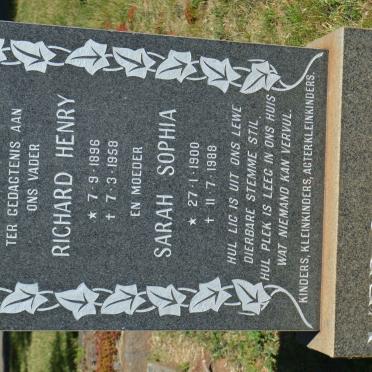 TER GEDAGTENIS AAN
ONS VADER
RICHARD HENRY
★ 7·9·1896
† 7·3·1958
EN MOEDER
SARAH SOPHIA
★ 27·1·1900
† 11·7·1988
HUL LIG IS UIT ONS LEWE
DIERBARE STEMME STIL
HUL PLEK IS LEEG IN ONS HUIS
WAT NIEMAND KAN VERVUL.
KINDERS, KLEINKINDERS, AGTERKLEINKINDERS.